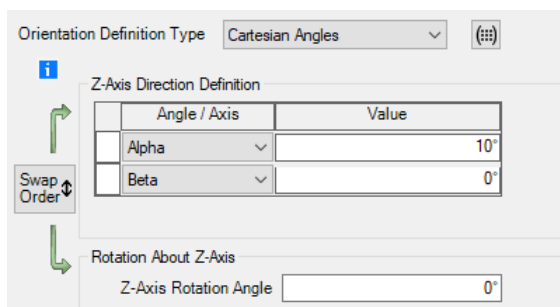 Orientation Definition Type Cartesian Angles (:::)
i
Z-Axis Direction Definition
Angle / Axis Value
Alpha 10°
Beta 0°
Swap Order
Rotation About Z-Axis
Z-Axis Rotation Angle 0°